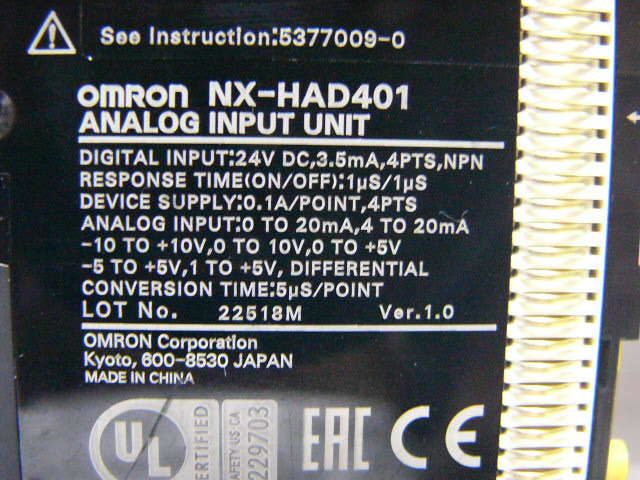 See Instruction:5377009-0
OMRON NX-HAD401
ANALOG INPUT UNIT
DIGITAL INPUT:24V DC,3.5mA,4PTS,NPN
RESPONSE TIME(ON/OFF):1µS/1µS
DEVICE SUPPLY:0.1A/POINT,4PTS
ANALOG INPUT:0 TO 20mA,4 TO 20mA
-10 TO +10V,0 TO 10V,0 TO +5V
-5 TO +5V,1 TO +5V, DIFFERENTIAL
CONVERSION TIME:5µS/POINT
LOT No. 22518M Ver.1.0
OMRON Corporation
Kyoto, 600-8530 JAPAN
MADE IN CHINA
UL
CERTIFIED
SAFETY US-CA
229703
EAC CE